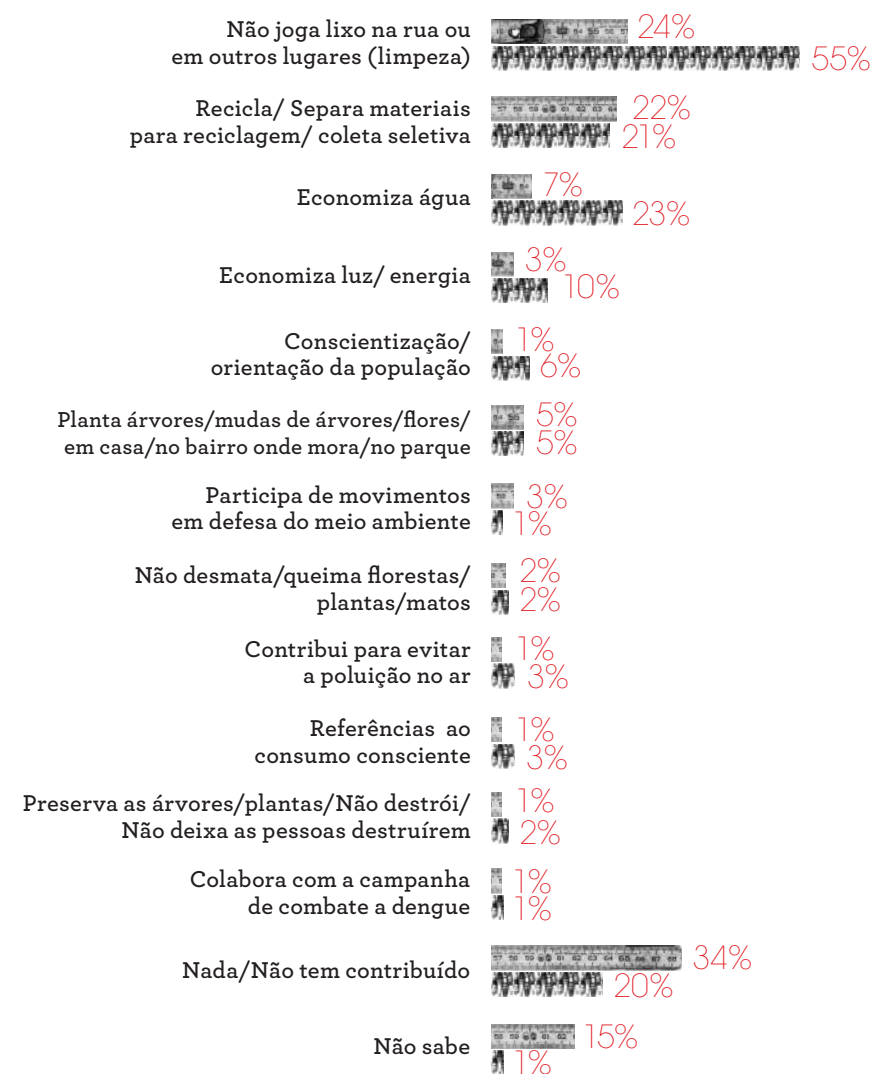 Não joga lixo na rua ou
em outros lugares (limpeza)
24%
55%
Recicla/ Separa materiais
para reciclagem/ coleta seletiva
22%
21%
Economiza água
7%
23%
Economiza luz/ energia
3%
10%
Conscientização/
orientação da população
1%
6%
Planta árvores/mudas de árvores/flores/
em casa/no bairro onde mora/no parque
5%
5%
Participa de movimentos
em defesa do meio ambiente
3%
1%
Não desmata/queima florestas/
plantas/matos
2%
2%
Contribui para evitar
a poluição no ar
1%
3%
Referências ao
consumo consciente
1%
3%
Preserva as árvores/plantas/Não destrói/
Não deixa as pessoas destruírem
1%
2%
Colabora com a campanha
de combate a dengue
1%
1%
Nada/Não tem contribuído
34%
20%
Não sabe
15%
1%